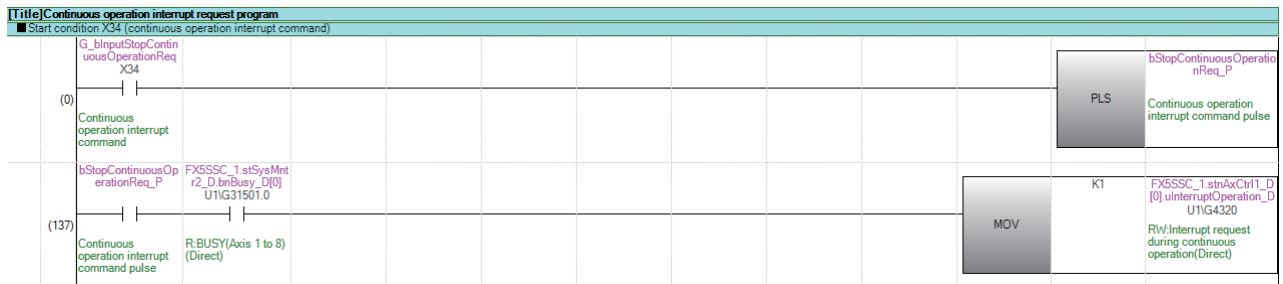 [Title]Continuous operation interrupt request program
Start condition X34 (continuous operation interrupt command)
G_bInputStopContin
uousOperationReq
X34
(0)
Continuous
operation interrupt
command
PLS
bStopContinuousOperatio
nReq_P
Continuous operation
interrupt command pulse
bStopContinuousOp
erationReq_P
FX5SSC_1.stSysMnt
r2_D.bnBusy_D[0]
U1\G31501.0
(137)
Continuous
operation interrupt
command pulse
R:BUSY(Axis 1 to 8)
(Direct)
MOV
K1
FX5SSC_1.stnAxCtrl1_D
[0].uInterruptOperation_D
U1\G4320
RW:Interrupt request
during continuous
operation(Direct)